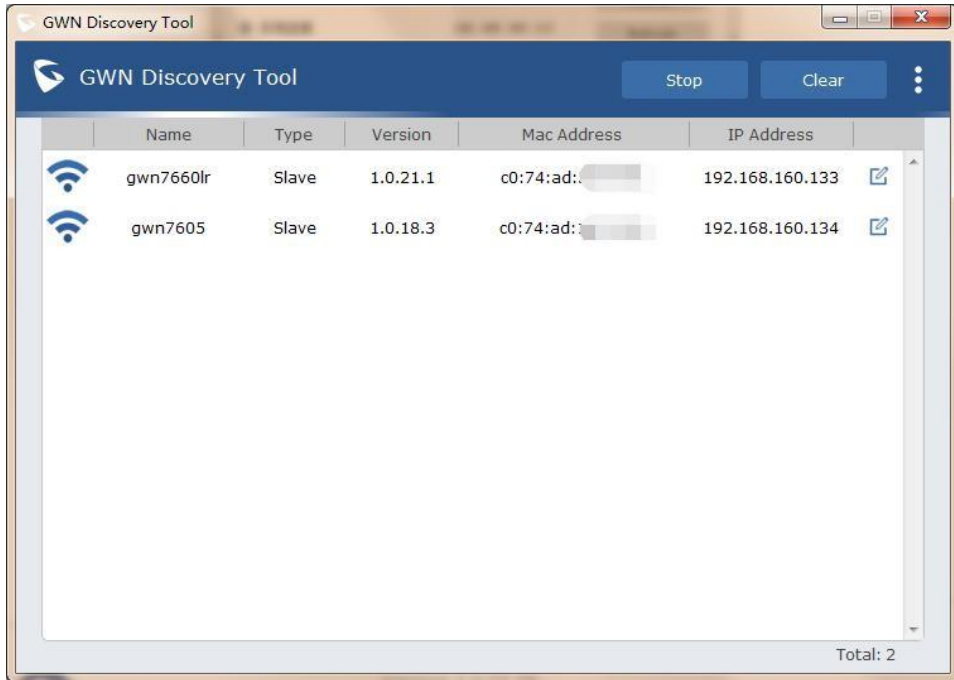 GWN Discovery Tool
GWN Discovery Tool Stop Clear
Name Type Version Mac Address IP Address
gwn7660lr Slave 1.0.21.1 c0:74:ad: 192.168.160.133
gwn7605 Slave 1.0.18.3 c0:74:ad: 192.168.160.134
Total: 2